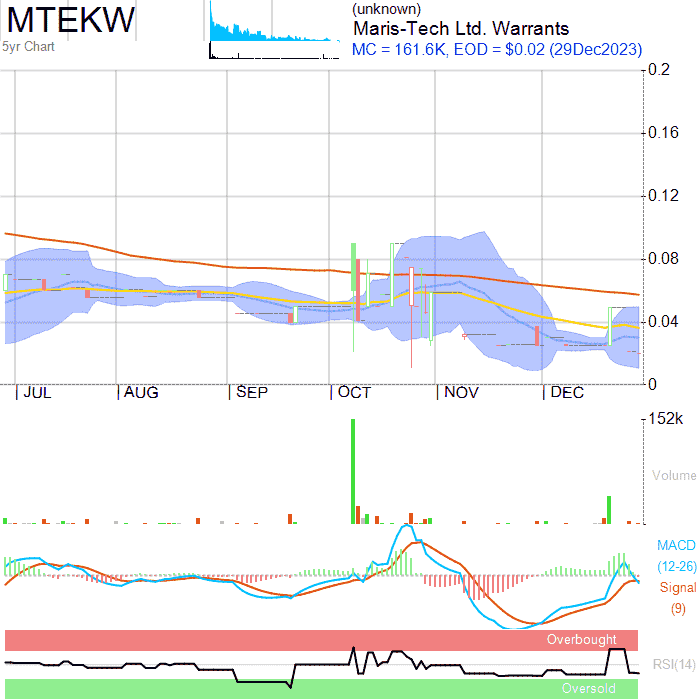 MTEKW
5yr Chart
(unknown)
Maris-Tech Ltd. Warrants
MC = 161.6K, EOD = $0.02 (29Dec2023)
0.2
0.16
0.12
0.08
0.04
0
JUL AUG SEP OCT NOV DEC
152k
Volume
MACD
(12-26)
Signal
(9)
Overbought
RSI(14)
Oversold